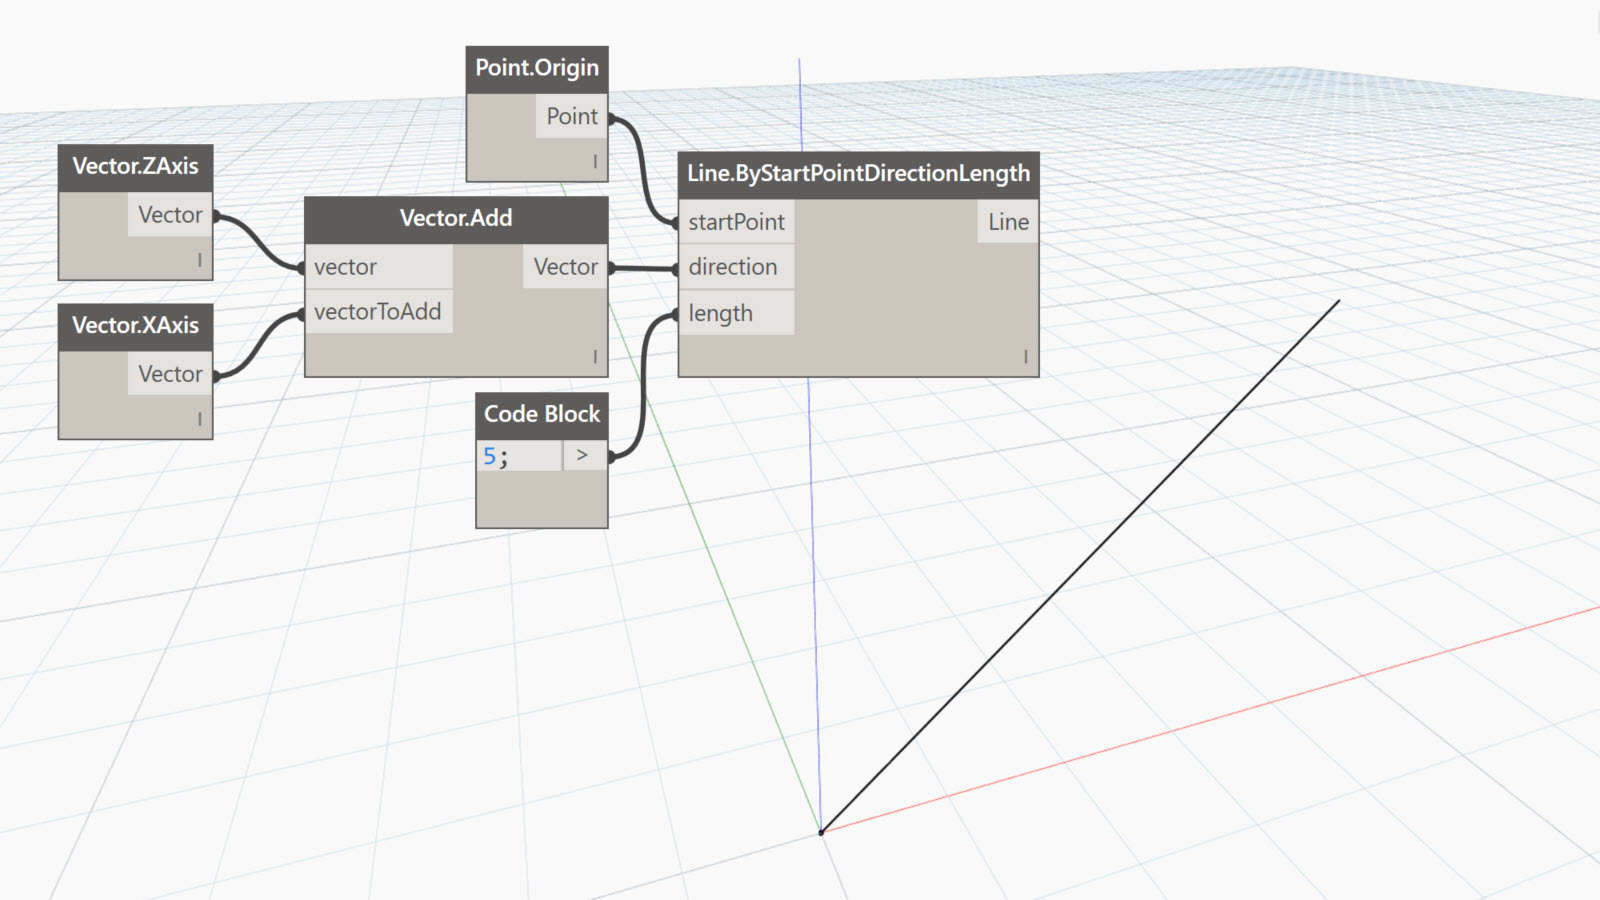 Point.Origin
Point
I
Vector.ZAxis
Vector
I
Vector.XAxis
Vector
I
Vector.Add
vector
Vector
vectorToAdd
I
Code Block
5; >
Line.ByStartPointDirectionLength
startPoint
Line
direction
length
I